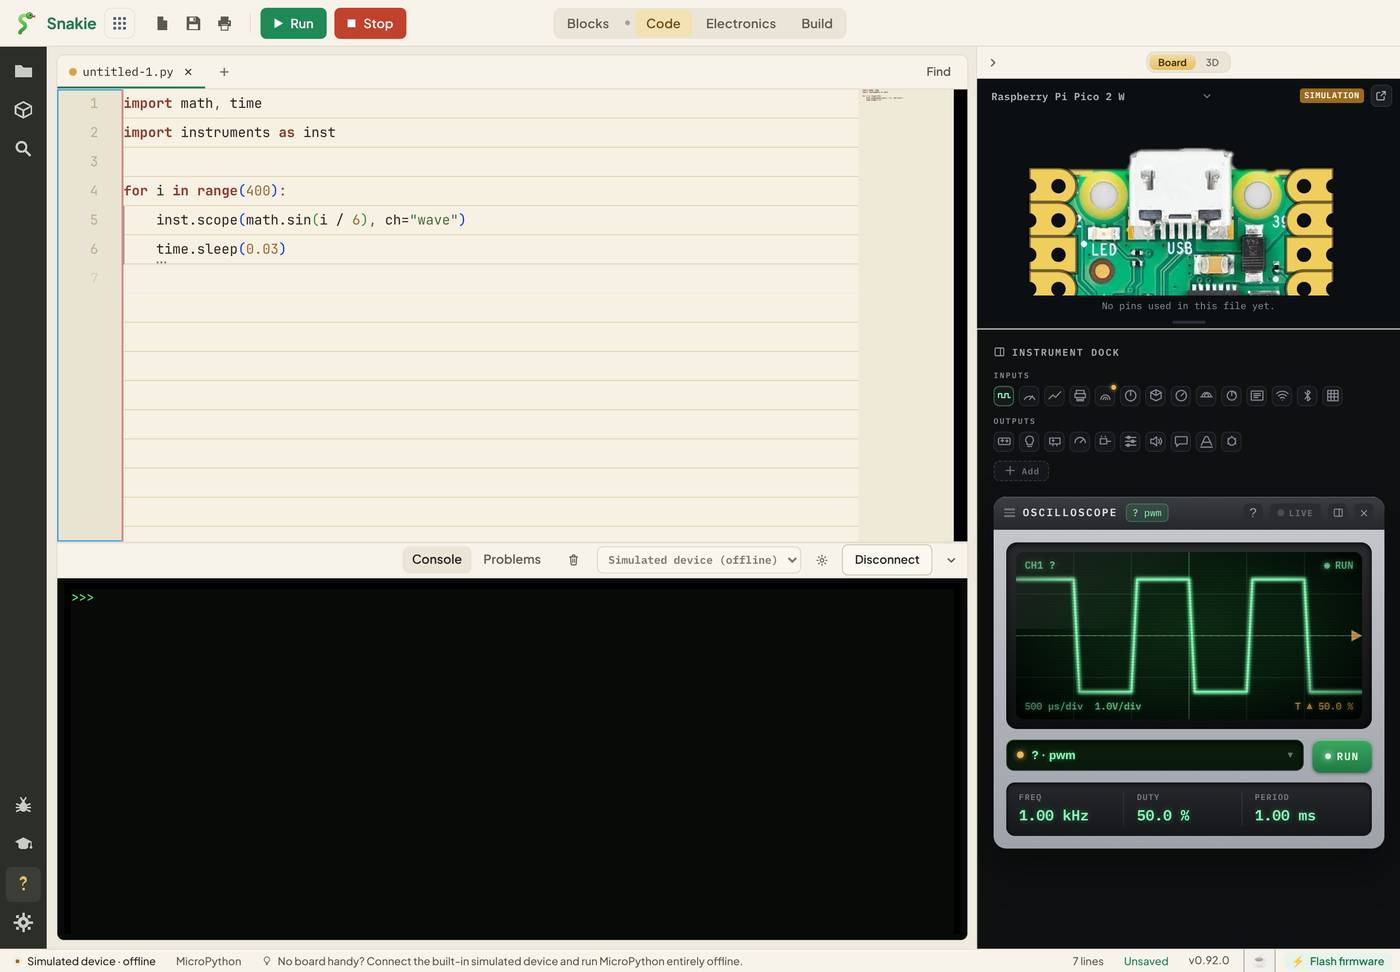 Snakie
Run
Stop
Blocks
Code
Electronics
Build
untitled-1.py
Find
1 import math, time
2 import instruments as inst
3
4 for i in range(400):
5 inst.scope(math.sin(i / 6), ch="wave")
6 time.sleep(0.03)
7
Console
Problems
Simulated device (offline)
Disconnect
>>>
Board
3D
Raspberry Pi Pico 2 W
SIMULATION
LED
USB
39
No pins used in this file yet.
INSTRUMENT DOCK
INPUTS
OUTPUTS
+ Add
OSCILLOSCOPE
? pwm
?
LIVE
CH1 ?
RUN
500 µs/div 1.0V/div
T ▲ 50.0 %
? · pwm
RUN
FREQ
DUTY
PERIOD
1.00 kHz
50.0 %
1.00 ms
?
Simulated device · offline
MicroPython
No board handy? Connect the built-in simulated device and run MicroPython entirely offline.
7 lines
Unsaved
v0.92.0
Flash firmware